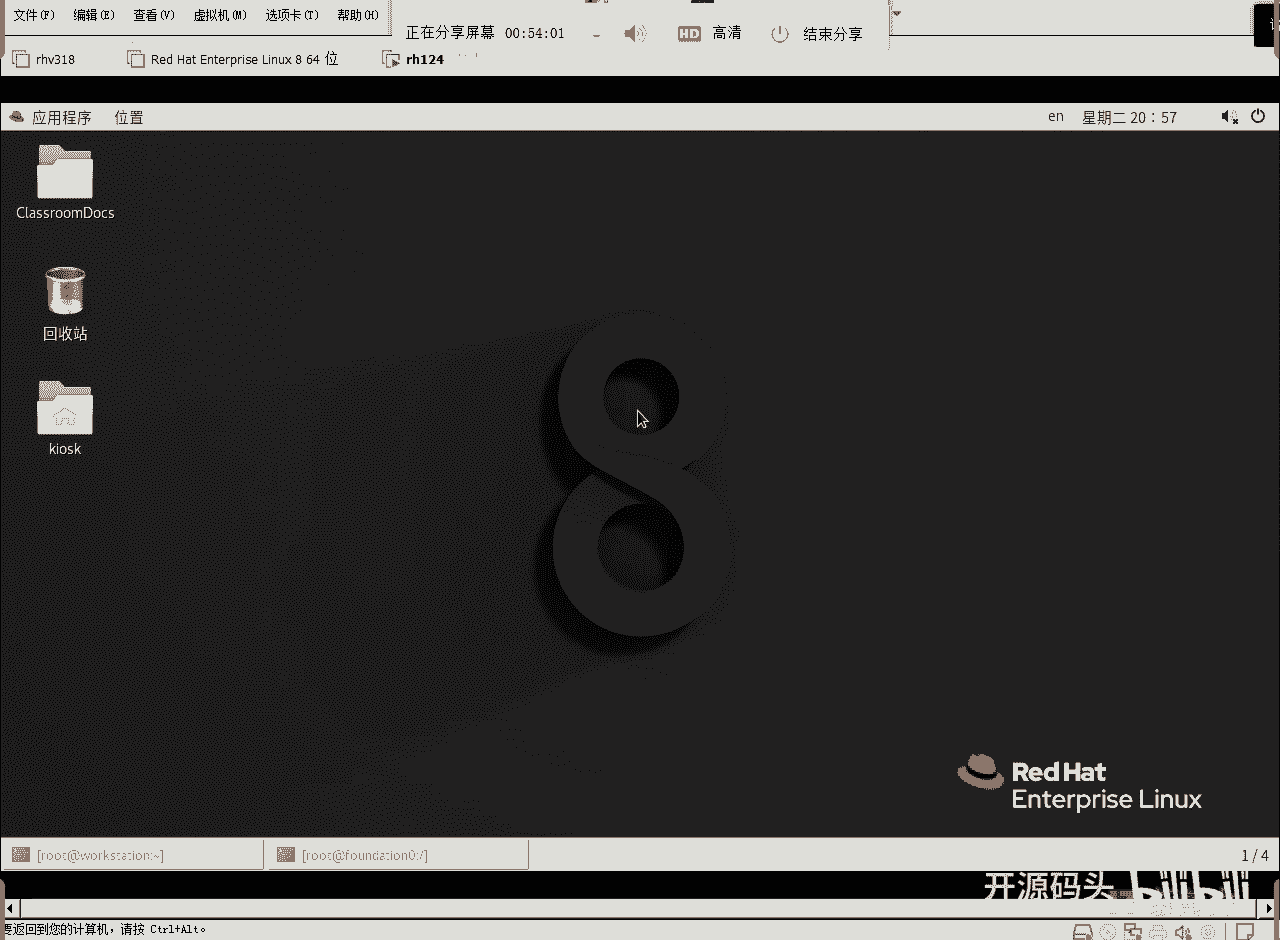 文件(F) 编辑(E) 查看(V) 虚拟机(M) 选项卡(T) 帮助(H)
正在分享屏幕 00:54:01 HD 高清 结束分享
rhv318 Red Hat Enterprise Linux 8 64 位 rh124
应用程序 位置 en 星期二 20:57
ClassroomDocs
回收站
kiosk
8
Red Hat
Enterprise Linux
[root@workstation:~] [root@foundation0:/] 1 / 4
开源码头 bilibili
要返回到您的计算机，请按 Ctrl+Alt。